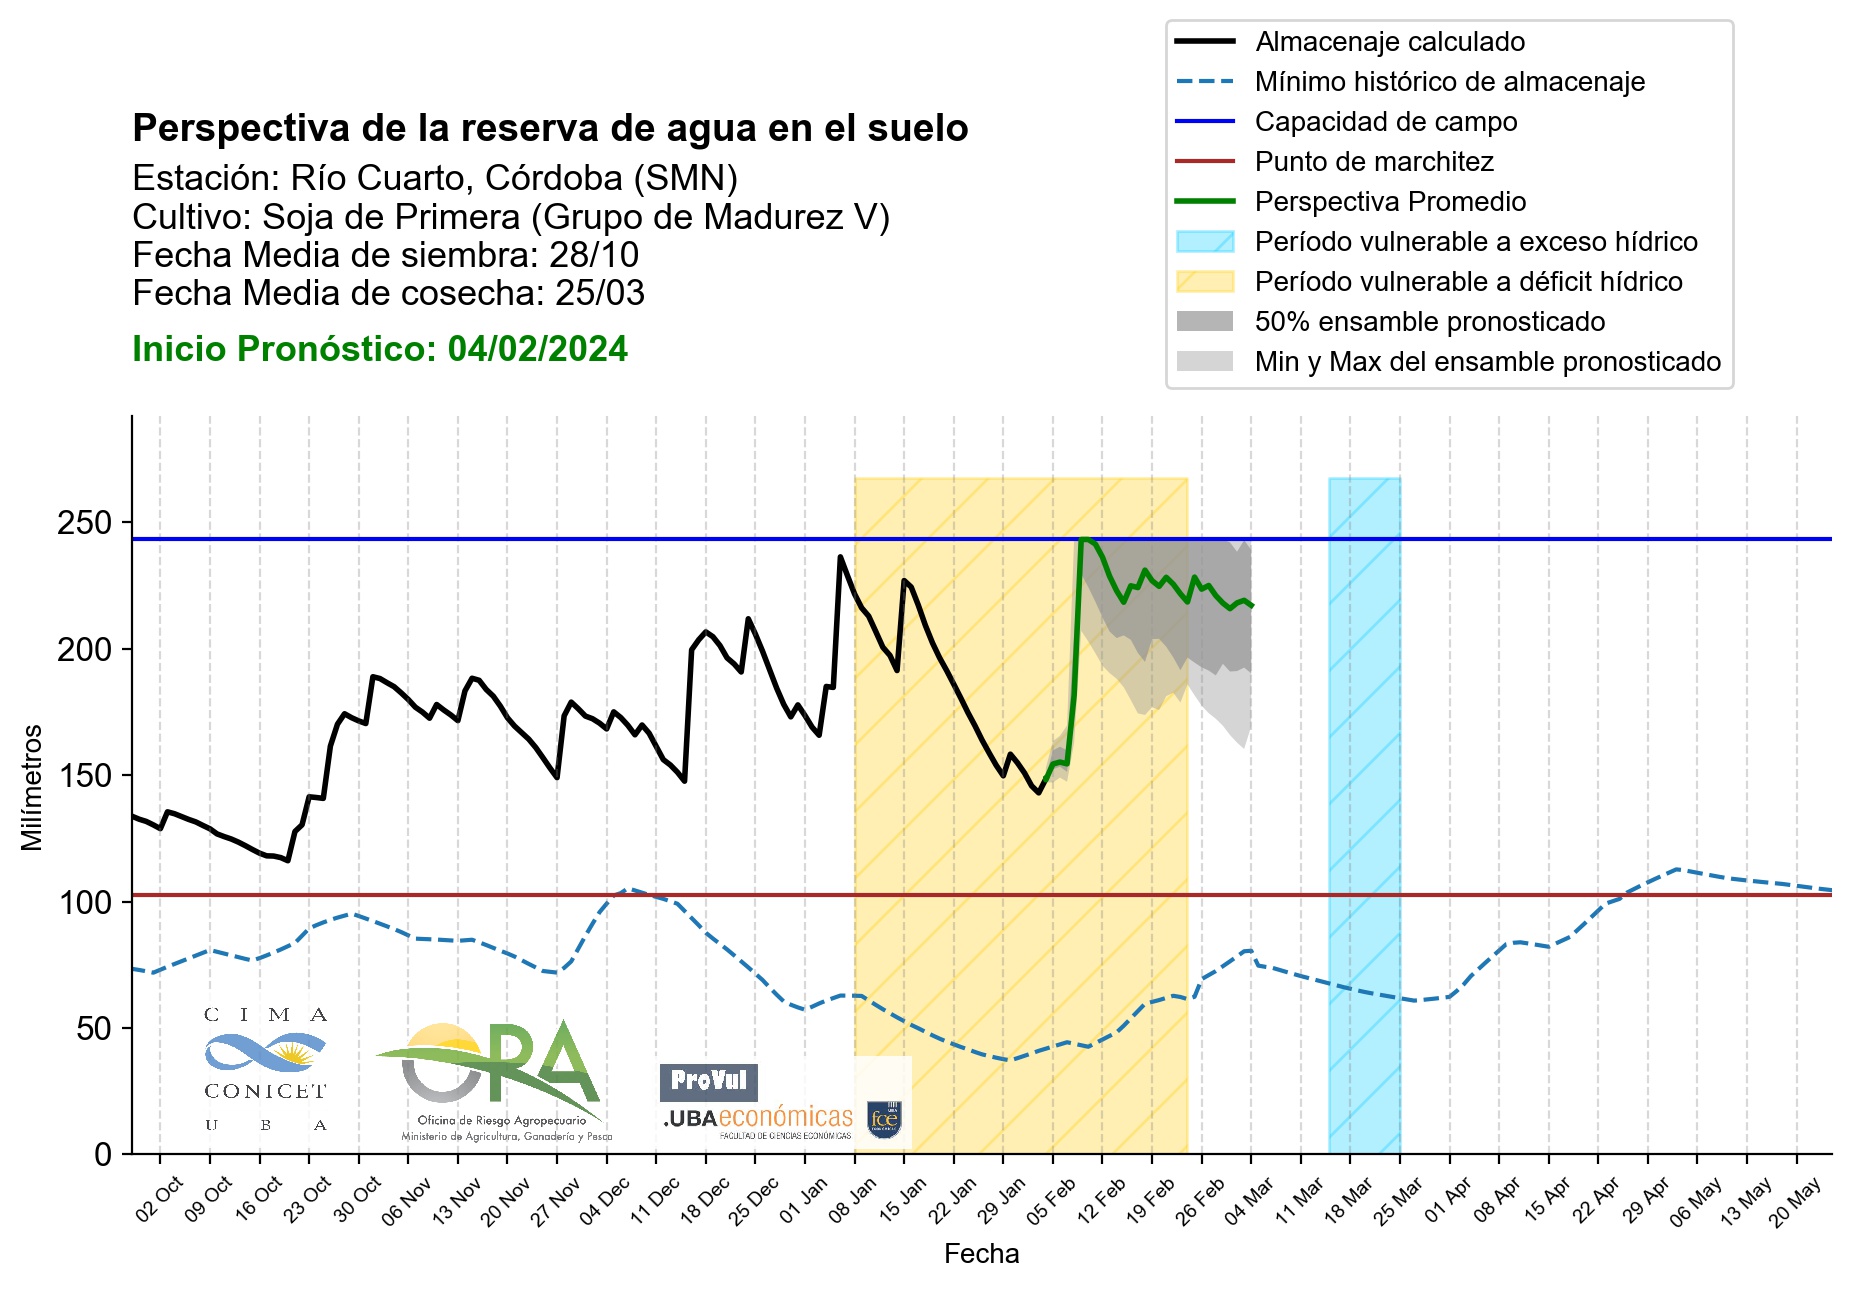 Almacenaje calculado
Mínimo histórico de almacenaje
Capacidad de campo
Punto de marchitez
Perspectiva Promedio
Período vulnerable a exceso hídrico
Período vulnerable a déficit hídrico
50% ensamble pronosticado
Min y Max del ensamble pronosticado
Perspectiva de la reserva de agua en el suelo
Estación: Río Cuarto, Córdoba (SMN)
Cultivo: Soja de Primera (Grupo de Madurez V)
Fecha Media de siembra: 28/10
Fecha Media de cosecha: 25/03
Inicio Pronóstico: 04/02/2024
Milímetros
250
200
150
100
50
0
CIMA
CONICET
UBA
ORA
Oficina de Riesgo Agropecuario
Ministerio de Agricultura, Ganadería y Pesca
ProVul
.UBAeconómicas
FACULTAD DE CIENCIAS ECONÓMICAS
fce
02 Oct 09 Oct 16 Oct 23 Oct 30 Oct 06 Nov 13 Nov 20 Nov 27 Nov 04 Dec 11 Dec 18 Dec 25 Dec 01 Jan 08 Jan 15 Jan 22 Jan 29 Jan 05 Feb 12 Feb 19 Feb 26 Feb 04 Mar 11 Mar 18 Mar 25 Mar 01 Apr 08 Apr 15 Apr 22 Apr 29 Apr 06 May 13 May 20 May
Fecha